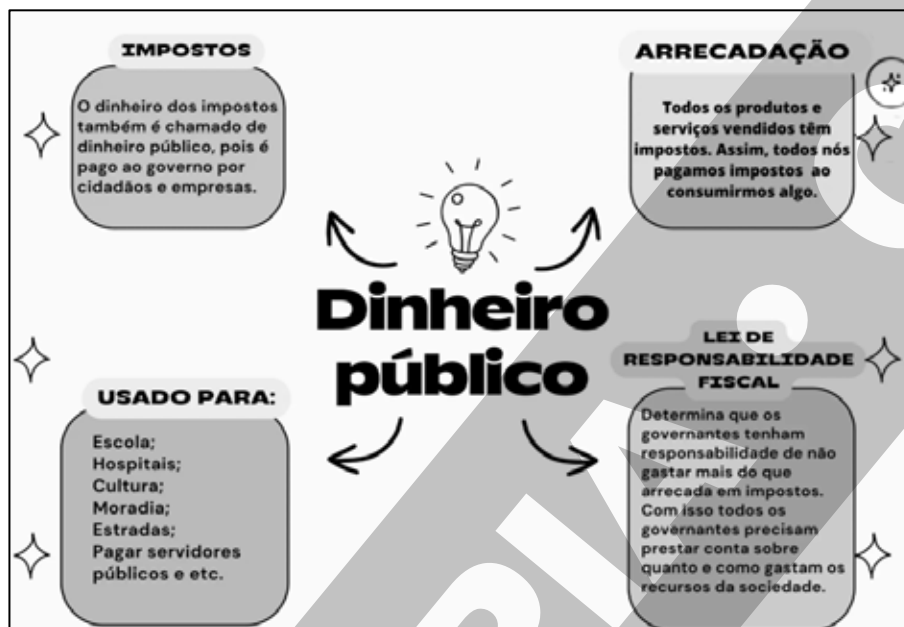 IMPOSTOS
O dinheiro dos impostos
também é chamado de
dinheiro público, pois é
pago ao governo por
cidadãos e empresas.
ARRECADAÇÃO
Todos os produtos e
serviços vendidos têm
impostos. Assim, todos nós
pagamos impostos ao
consumirmos algo.
Dinheiro
público
USADO PARA:
Escola;
Hospitais;
Cultura;
Moradia;
Estradas;
Pagar servidores
públicos e etc.
LEI DE
RESPONSABILIDADE
FISCAL
Determina que os
governantes tenham
responsabilidade de não
gastar mais do que
arrecada em impostos.
Com isso todos os
governantes precisam
prestar conta sobre
quanto e como gastam os
recursos da sociedade.